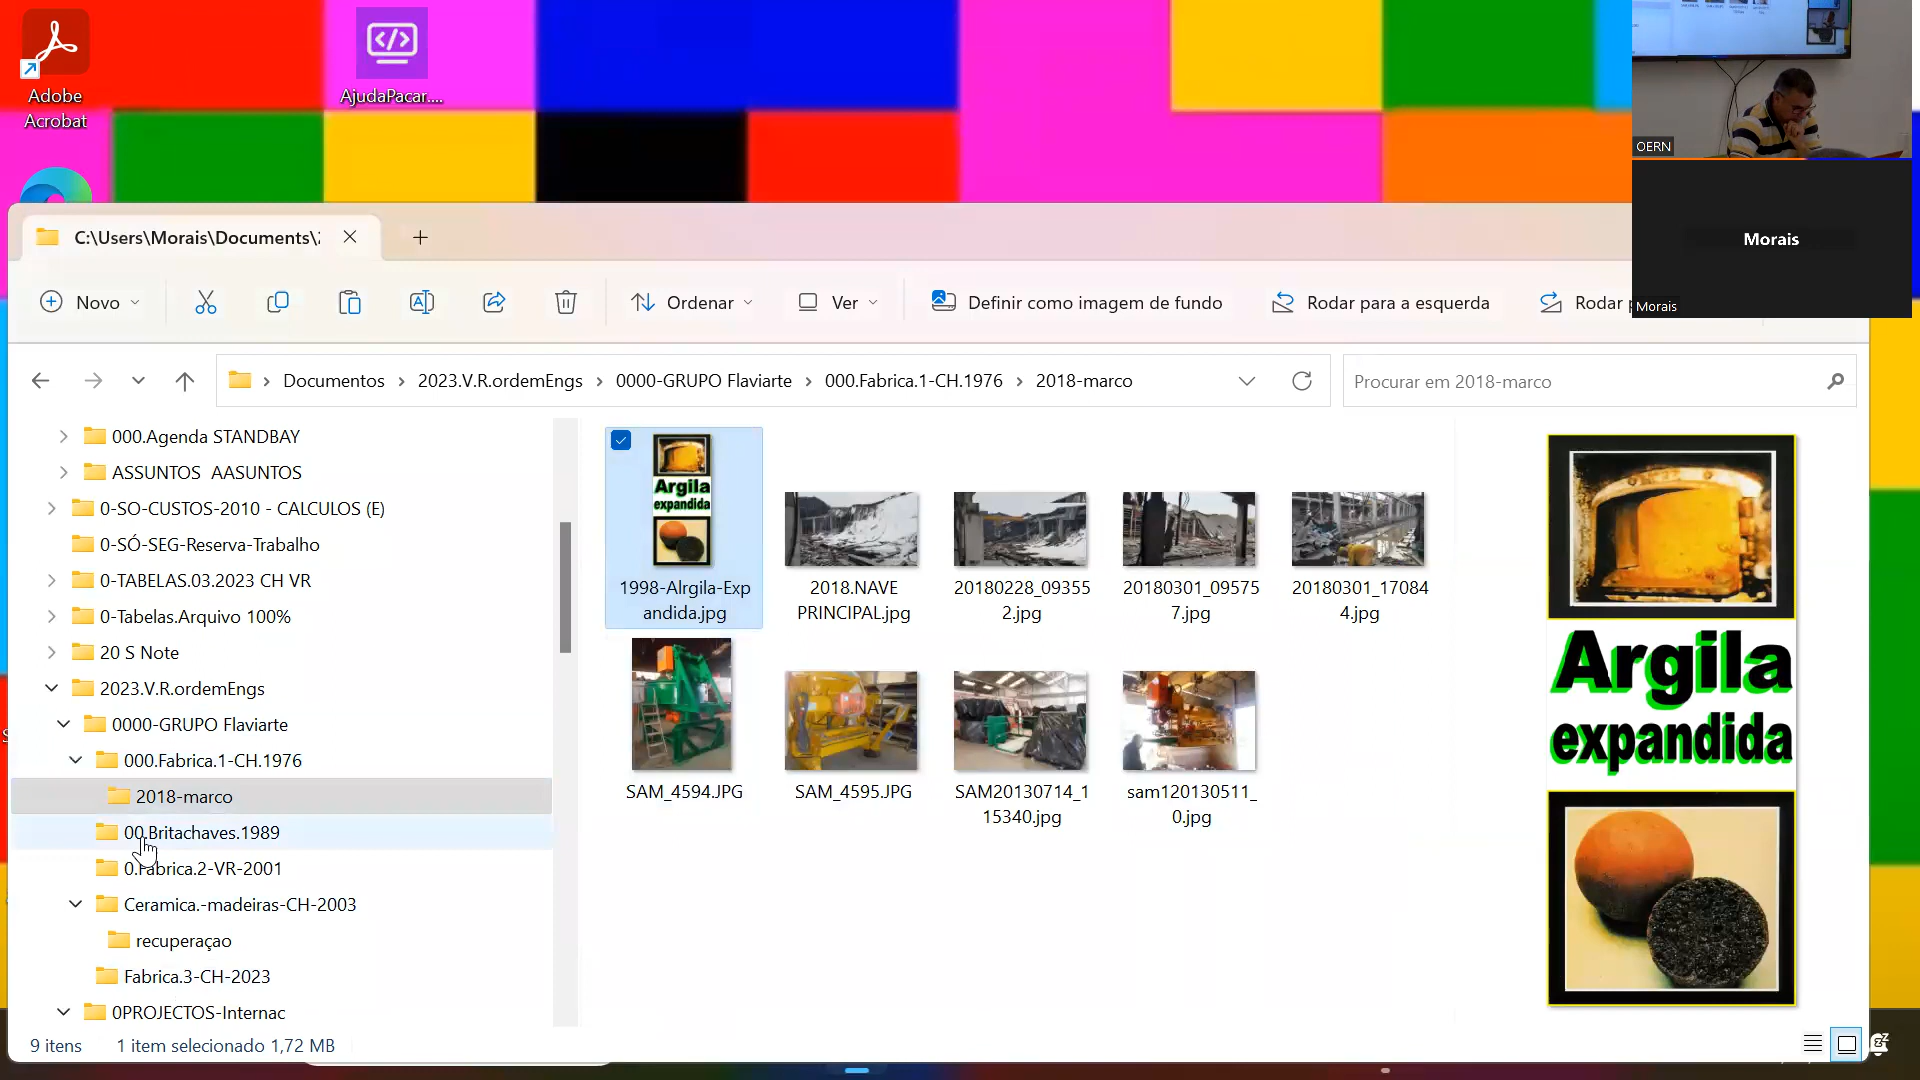 Adobe
Acrobat
AjudaPacar....
OERN
Morais
Morais
C:\Users\Morais\Documents\
Novo
Ordenar
Ver
Definir como imagem de fundo
Rodar para a esquerda
Rodar
Documentos > 2023.V.R.ordemEngs > 0000-GRUPO Flaviarte > 000.Fabrica.1-CH.1976 > 2018-marco
Procurar em 2018-marco
000.Agenda STANDBAY
ASSUNTOS  AASUNTOS
0-SO-CUSTOS-2010 - CALCULOS (E)
0-SÓ-SEG-Reserva-Trabalho
0-TABELAS.03.2023 CH VR
0-Tabelas.Arquivo 100%
20 S Note
2023.V.R.ordemEngs
0000-GRUPO Flaviarte
000.Fabrica.1-CH.1976
2018-marco
00.Britachaves.1989
0.Fabrica.2-VR-2001
Ceramica.-madeiras-CH-2003
recuperaçao
Fabrica.3-CH-2023
0PROJECTOS-Internac
Argila
expandida
1998-Alrgila-Exp
andida.jpg
2018.NAVE
PRINCIPAL.jpg
20180228_09355
2.jpg
20180301_09575
7.jpg
20180301_17084
4.jpg
SAM_4594.JPG
SAM_4595.JPG
SAM20130714_1
15340.jpg
sam120130511_
0.jpg
Argila
expandida
9 itens
1 item selecionado 1,72 MB